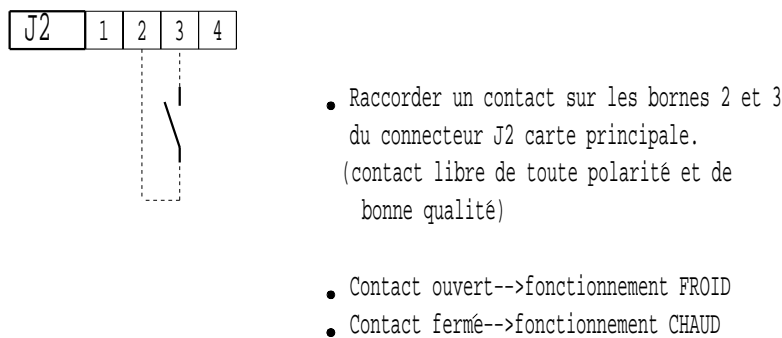 J2 1 2 3 4
• Raccorder un contact sur les bornes 2 et 3
du connecteur J2 carte principale.
(contact libre de toute polarité et de
bonne qualité)
• Contact ouvert-->fonctionnement FROID
• Contact fermé-->fonctionnement CHAUD